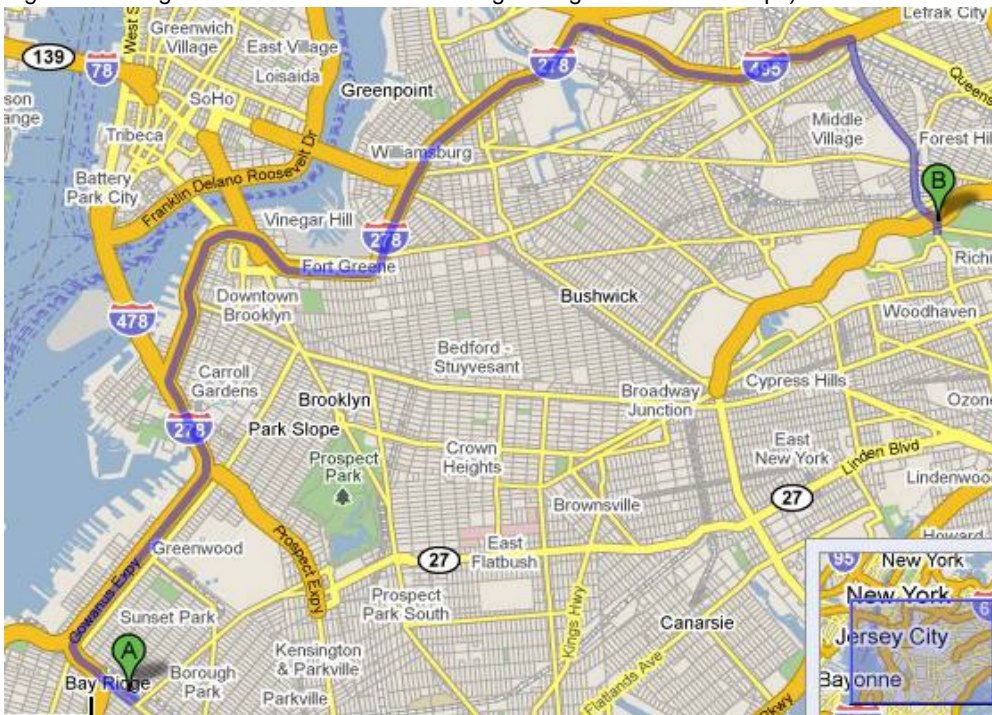 Lefrak City
Greenwich
Village
West S
139
78
East Village
Loisaida
278
495
Queens
Greenpoint
SoHo
Middle
Village
Tribeca
Forest Hil
Williamsburg
Franklin Delano Roosevelt Dr
Battery
Park City
B
Vinegar Hill
278
Fort Greene
Richi
Downtown
Brooklyn
Bushwick
Woodhaven
478
Bedford -
Stuyvesant
Carroll
Gardens
Broadway
Junction
Cypress Hills
Brooklyn
Ozone
278
Park Slope
Crown
Heights
East
New York
Linden Blvd
Prospect
Park
Lindenwoo
27
Brownsville
Prospect Expy
Greenwood
East
Flatbush
27
Howard
95
New York
Gowanus Expy
Prospect
Park South
Kings Hwy
New York
6
Sunset Park
Canarsie
Jersey City
A
Kensington
& Parkville
Bay Ridge
Borough
Park
Flatlands Ave
Bayonne
Parkville
Pkwy